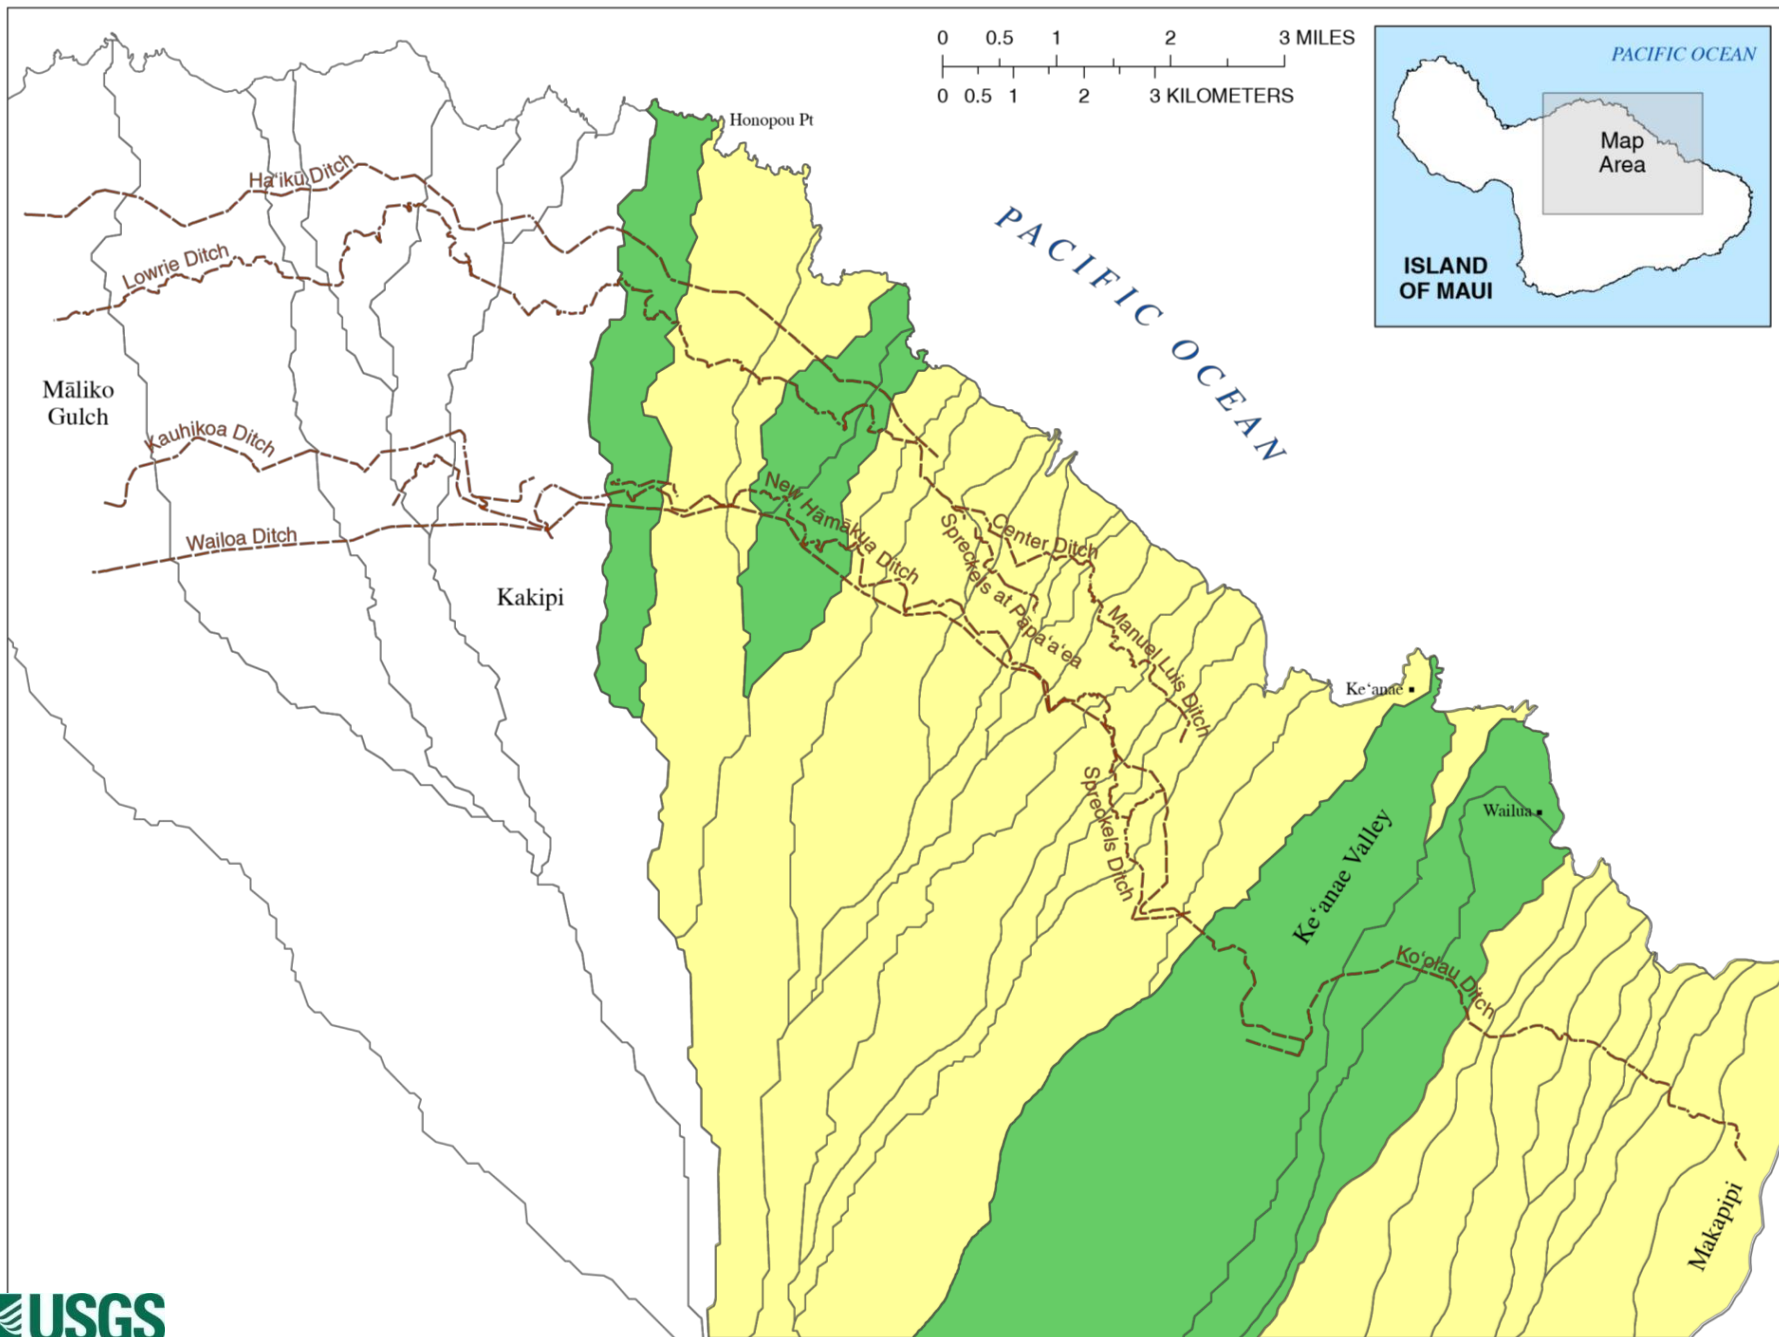 0 0.5 1 2 3 MILES
0 0.5 1 2 3 KILOMETERS
PACIFIC OCEAN
Map
Area
ISLAND
OF MAUI
Honopou Pt
PACIFIC OCEAN
Ha‘ikū Ditch
Lowrie Ditch
Māliko
Gulch
Kauhikoa Ditch
Wailoa Ditch
Kakipi
New Hāmākua Ditch
Center Ditch
Spreckels at Pāpa‘a‘ea
Manuel Luis Ditch
Ke‘anae
Spreckels Ditch
Wailua
Ke‘anae Valley
Ko‘olau Ditch
Makapipi
USGS